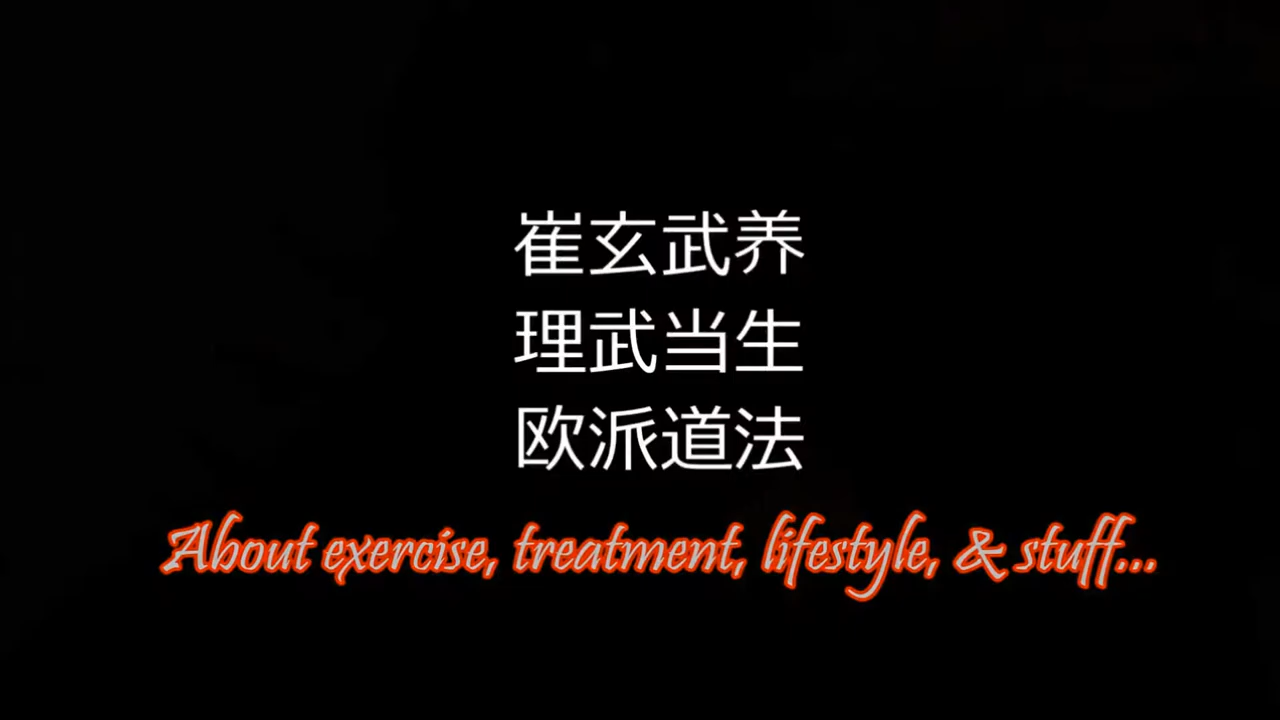 崔玄武养
理武当生
欧派道法
About exercise, treatment, lifestyle, & stuff...